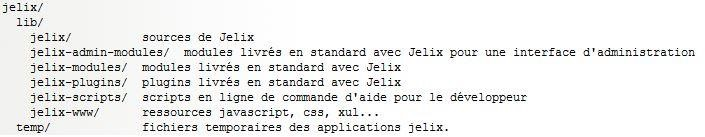 jelix/
  lib/
    jelix/          sources de Jelix
    jelix-admin-modules/  modules livrés en standard avec Jelix pour une interface d'administration
    jelix-modules/  modules livrés en standard avec Jelix
    jelix-plugins/  plugins livrés en standard avec Jelix
    jelix-scripts/  scripts en ligne de commande d'aide pour le développeur
    jelix-www/      ressources javascript, css, xul...
  temp/             fichiers temporaires des applications jelix.